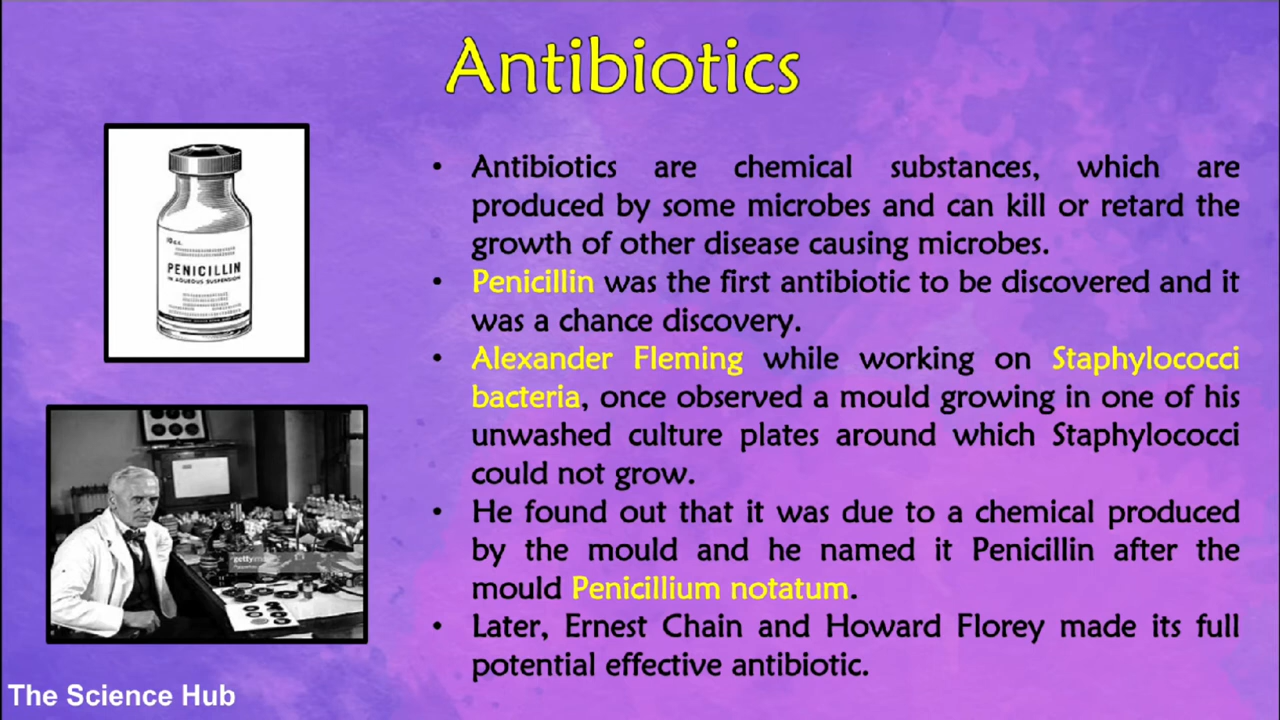 Antibiotics
10cc.
PENICILLIN
IN AQUEOUS SUSPENSION
• Antibiotics are chemical substances, which are
produced by some microbes and can kill or retard the
growth of other disease causing microbes.
• Penicillin was the first antibiotic to be discovered and it
was a chance discovery.
• Alexander Fleming while working on Staphylococci
bacteria, once observed a mould growing in one of his
unwashed culture plates around which Staphylococci
could not grow.
• He found out that it was due to a chemical produced
by the mould and he named it Penicillin after the
mould Penicillium notatum.
• Later, Ernest Chain and Howard Florey made its full
potential effective antibiotic.
gettyimages
The Science Hub